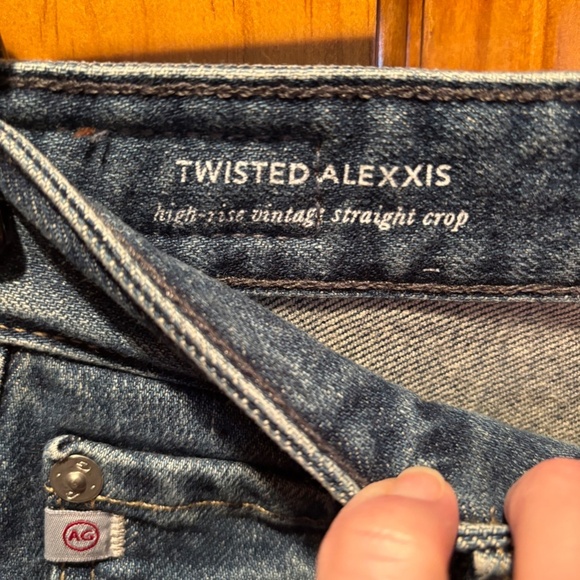 TWISTED ALEXXIS
high-rise vintage straight crop
AG